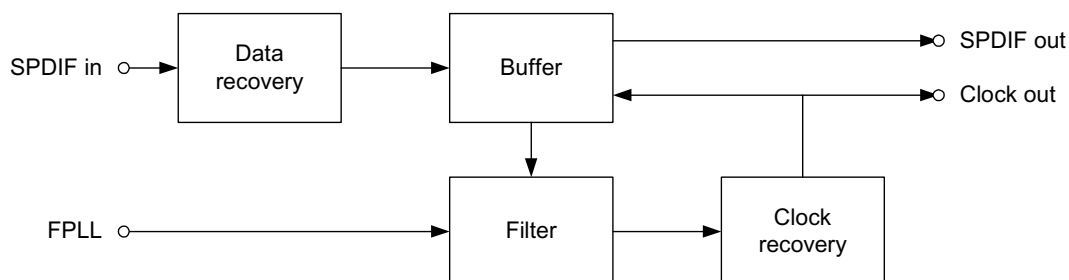 SPDIF in
Data
recovery
Buffer
SPDIF out
Clock out
FPLL
Filter
Clock
recovery